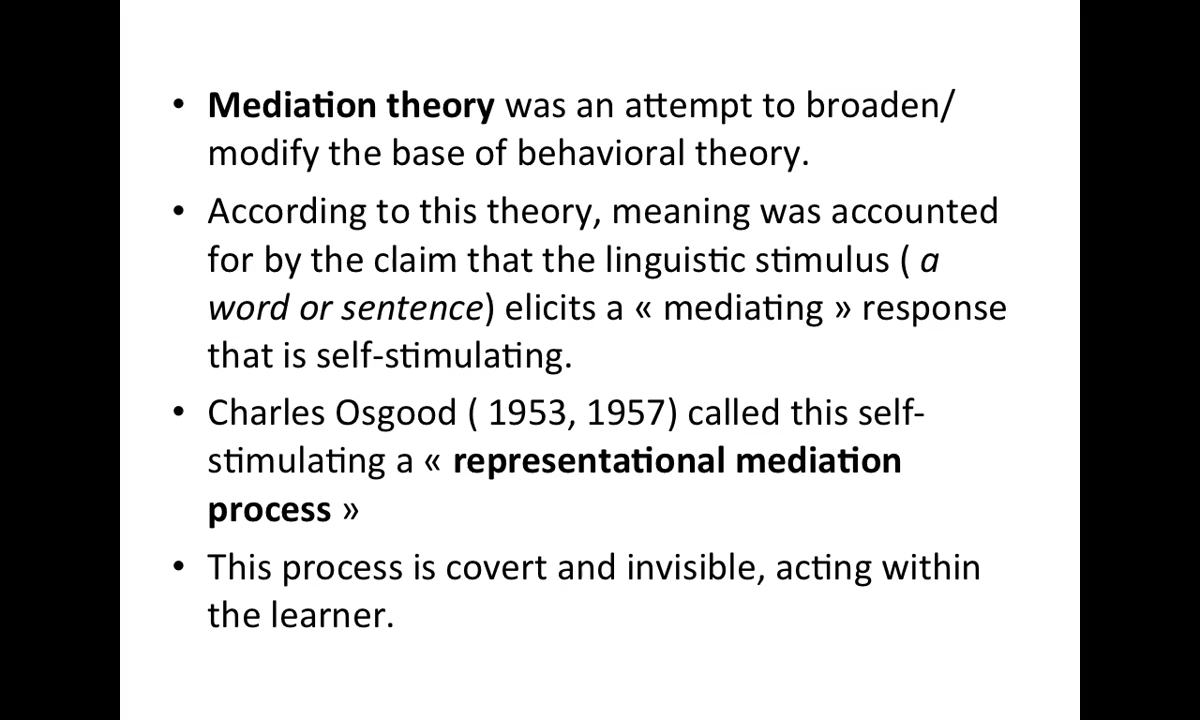 • Mediation theory was an attempt to broaden/
modify the base of behavioral theory.
• According to this theory, meaning was accounted
for by the claim that the linguistic stimulus ( a
word or sentence) elicits a « mediating » response
that is self-stimulating.
• Charles Osgood ( 1953, 1957) called this self-
stimulating a « representational mediation
process »
• This process is covert and invisible, acting within
the learner.